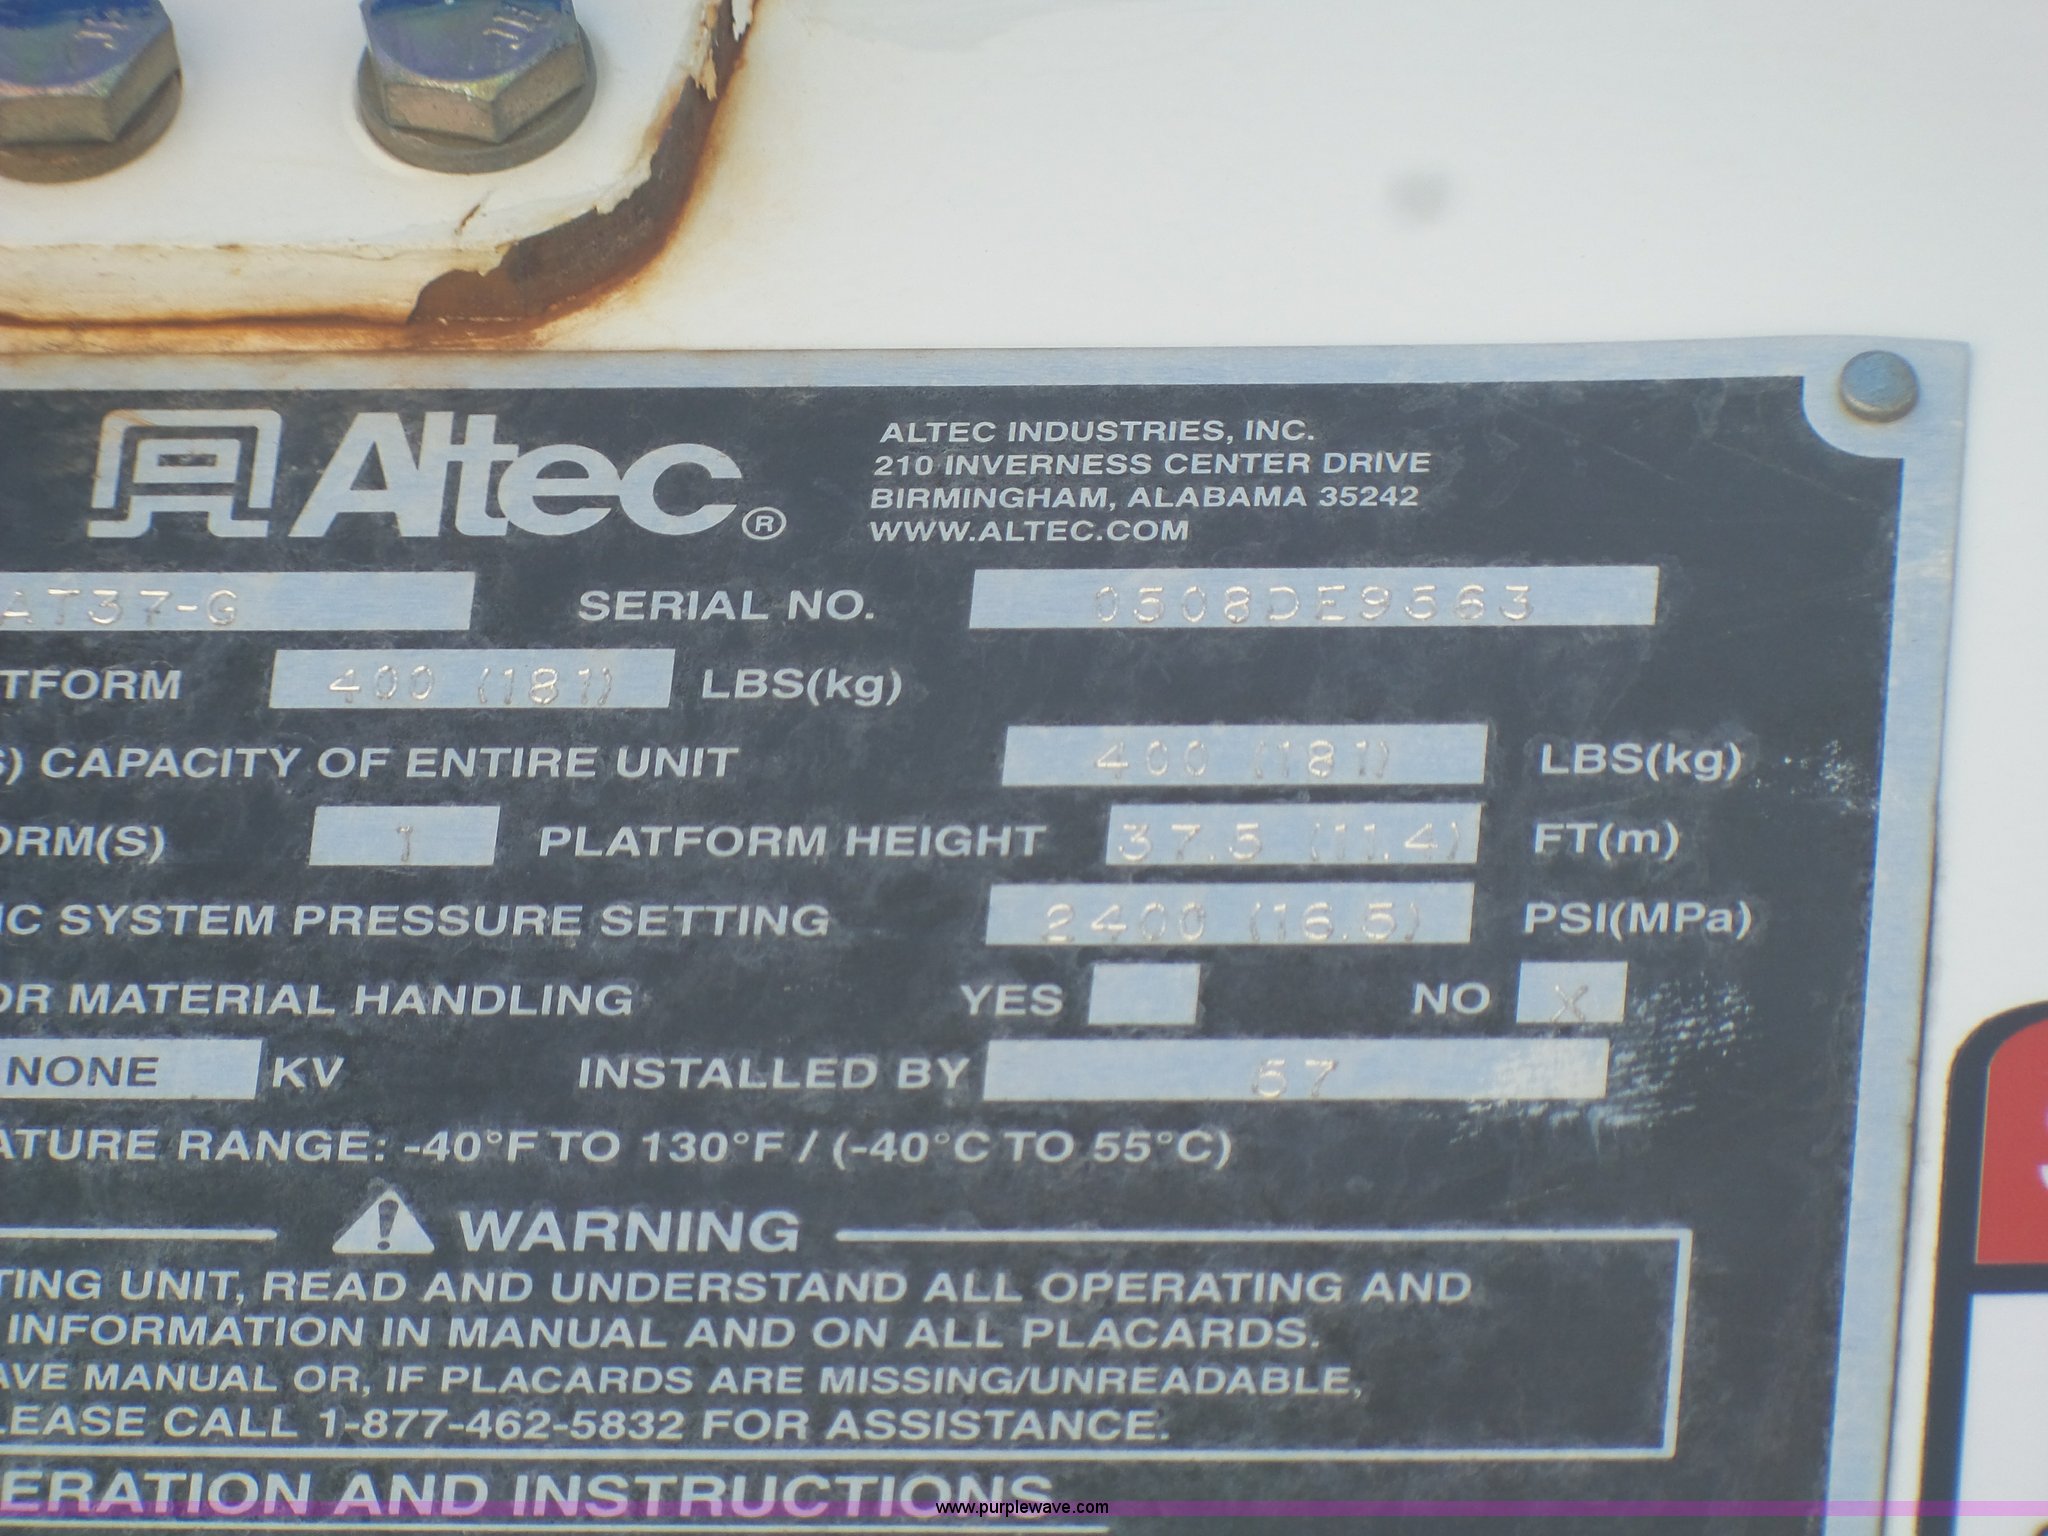 Altec®
ALTEC INDUSTRIES, INC.
210 INVERNESS CENTER DRIVE
BIRMINGHAM, ALABAMA 35242
WWW.ALTEC.COM
AT37-G SERIAL NO. 0508DE9563
TFORM 400 (181) LBS(kg)
S) CAPACITY OF ENTIRE UNIT 400 (181) LBS(kg)
ORM(S) 1 PLATFORM HEIGHT 37.5 (11.4) FT(m)
IC SYSTEM PRESSURE SETTING 2400 (16.5) PSI(MPa)
OR MATERIAL HANDLING YES NO X
NONE KV INSTALLED BY 67
ATURE RANGE: -40°F TO 130°F / (-40°C TO 55°C)
WARNING
TING UNIT, READ AND UNDERSTAND ALL OPERATING AND
INFORMATION IN MANUAL AND ON ALL PLACARDS.
AVE MANUAL OR, IF PLACARDS ARE MISSING/UNREADABLE,
LEASE CALL 1-877-462-5832 FOR ASSISTANCE.
ERATION AND INSTRUCTIONS
www.purplewave.com